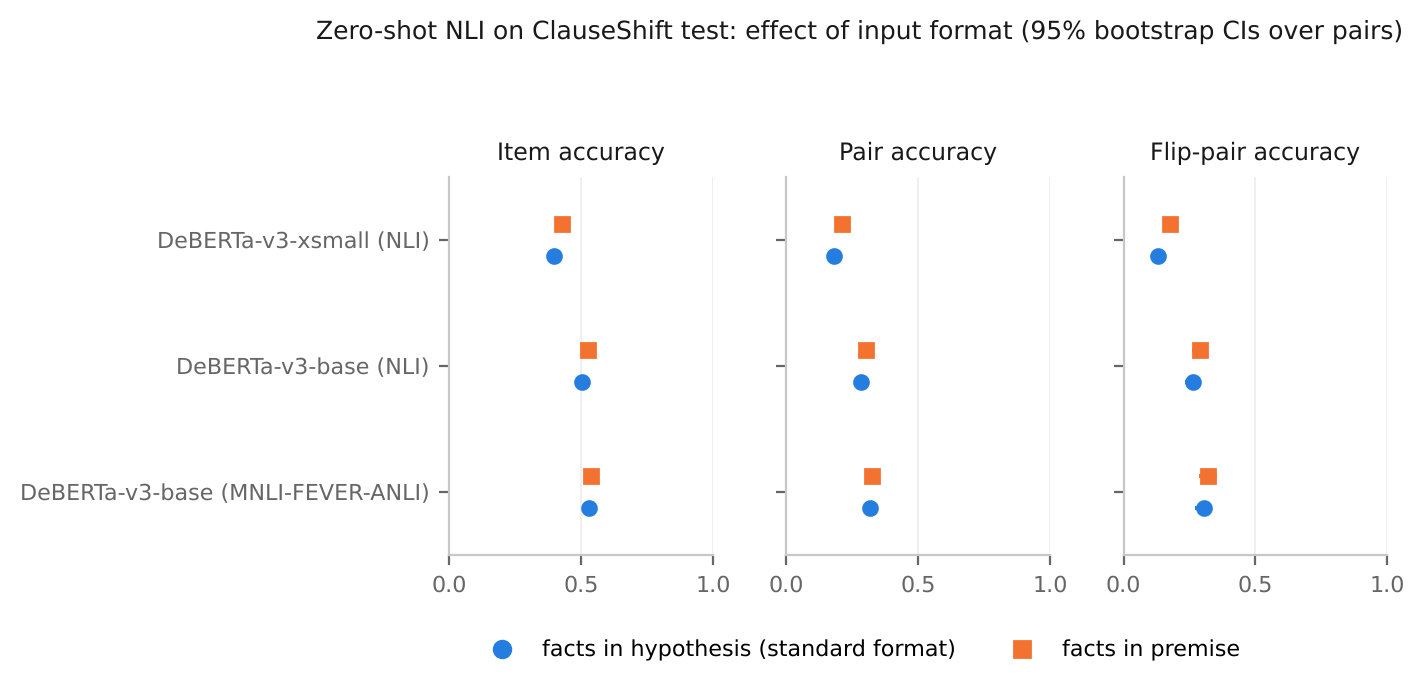 Zero-shot NLI on ClauseShift test: effect of input format (95% bootstrap CIs over pairs)
Item accuracy
Pair accuracy
Flip-pair accuracy
DeBERTa-v3-xsmall (NLI)
DeBERTa-v3-base (NLI)
DeBERTa-v3-base (MNLI-FEVER-ANLI)
0.0 0.5 1.0
0.0 0.5 1.0
0.0 0.5 1.0
facts in hypothesis (standard format)
facts in premise